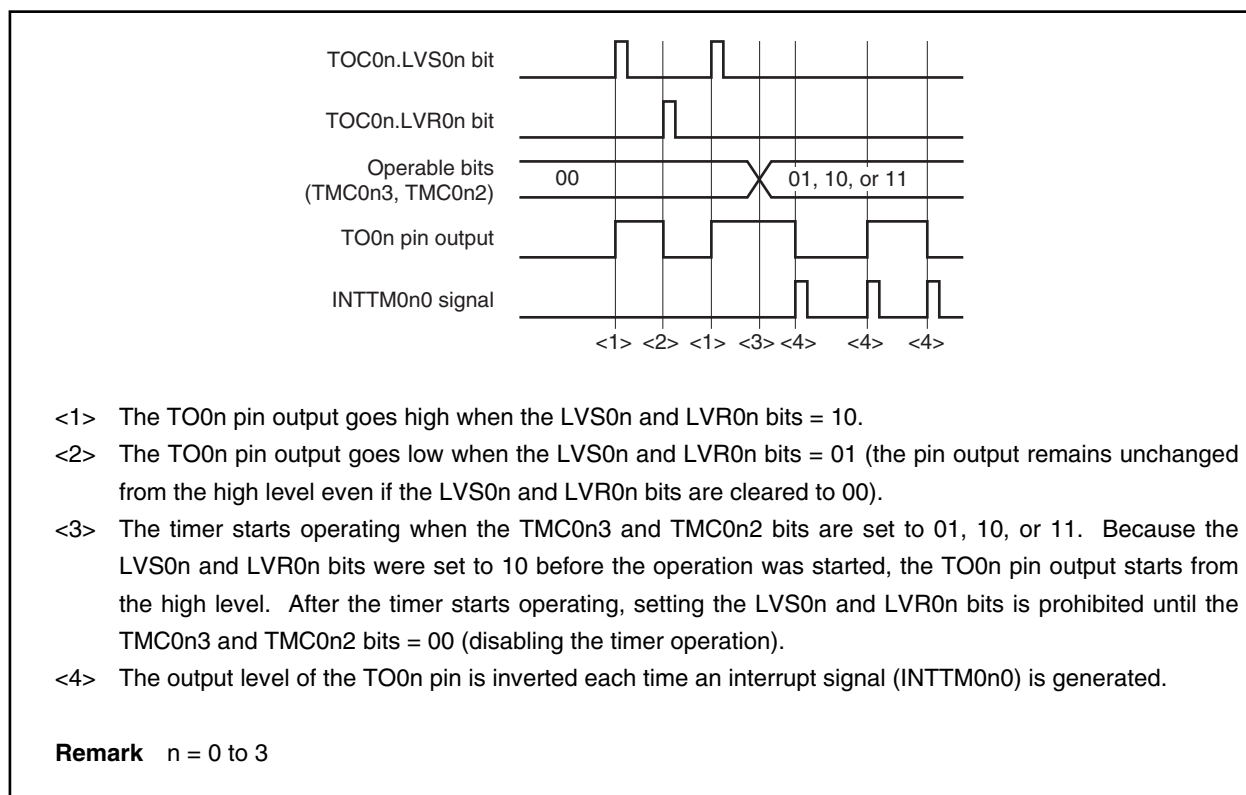 TOC0n.LVS0n bit
TOC0n.LVR0n bit
Operable bits
(TMC0n3, TMC0n2)
00
01, 10, or 11
TO0n pin output
INTTM0n0 signal
<1> <2> <1> <3> <4> <4> <4>
<1> The TO0n pin output goes high when the LVS0n and LVR0n bits = 10.
<2> The TO0n pin output goes low when the LVS0n and LVR0n bits = 01 (the pin output remains unchanged
from the high level even if the LVS0n and LVR0n bits are cleared to 00).
<3> The timer starts operating when the TMC0n3 and TMC0n2 bits are set to 01, 10, or 11. Because the
LVS0n and LVR0n bits were set to 10 before the operation was started, the TO0n pin output starts from
the high level. After the timer starts operating, setting the LVS0n and LVR0n bits is prohibited until the
TMC0n3 and TMC0n2 bits = 00 (disabling the timer operation).
<4> The output level of the TO0n pin is inverted each time an interrupt signal (INTTM0n0) is generated.
Remark n = 0 to 3